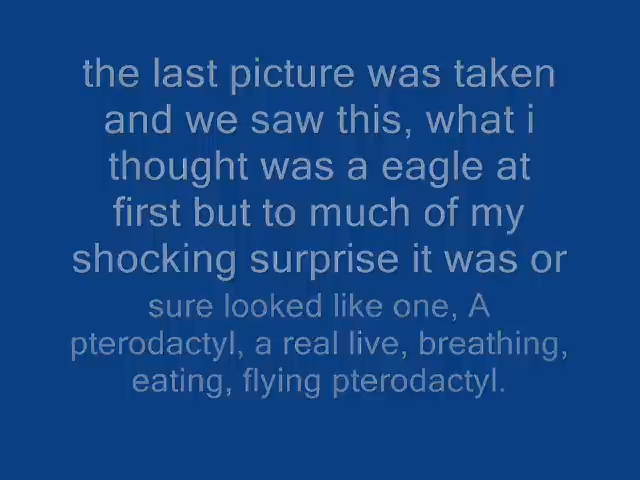 the last picture was taken
and we saw this, what i
thought was a eagle at
first but to much of my
shocking surprise it was or
sure looked like one, A
pterodactyl, a real live, breathing,
eating, flying pterodactyl.